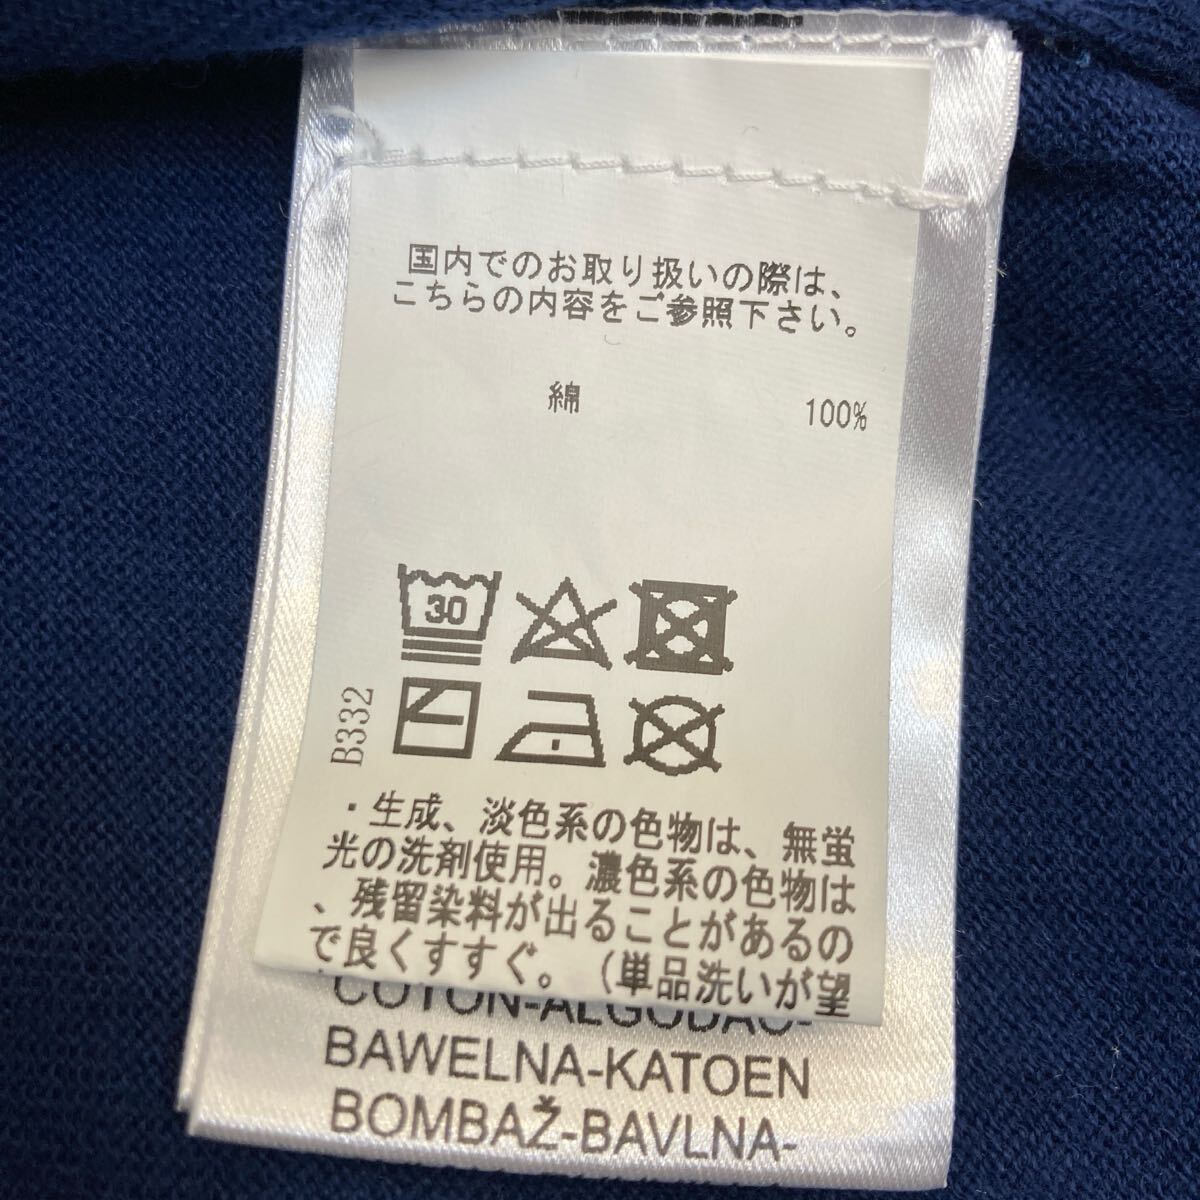 国内でのお取り扱いの際は、
こちらの内容をご参照下さい。
綿 100%
30
B332
・生成、淡色系の色物は、無蛍
光の洗剤使用。濃色系の色物は
、残留染料が出ることがあるの
で良くすすぐ。（単品洗いが望
COTON-ALGODÃO-
BAWELNA-KATOEN
BOMBAŽ-BAVLNA-